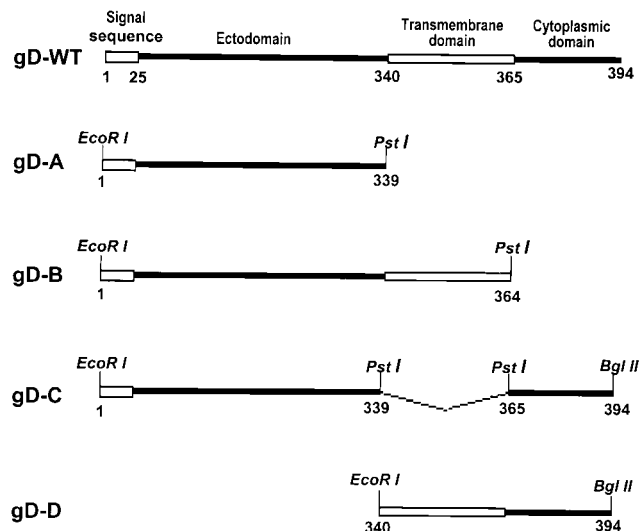 Signal sequence
Ectodomain
Transmembrane domain
Cytoplasmic domain
gD-WT
1 25 340 365 394
EcoR I Pst I
gD-A
1 339
EcoR I Pst I
gD-B
1 364
EcoR I Pst I Pst I Bgl II
gD-C
1 339 365 394
EcoR I Bgl II
gD-D
340 394